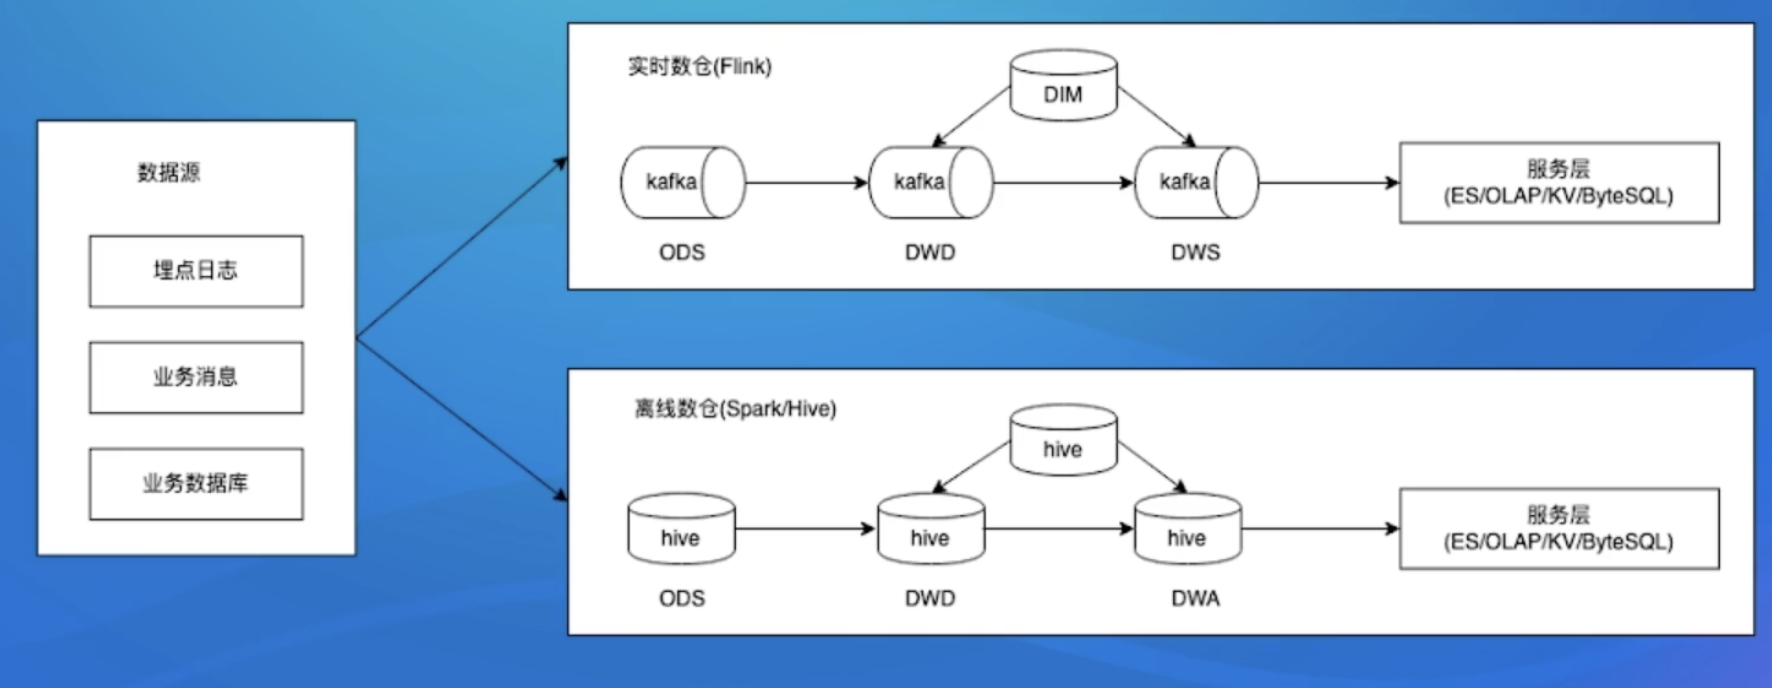 数据源
埋点日志
业务消息
业务数据库
实时数仓(Flink)
DIM
kafka
kafka
kafka
ODS
DWD
DWS
服务层
(ES/OLAP/KV/ByteSQL)
离线数仓(Spark/Hive)
hive
hive
hive
hive
ODS
DWD
DWA
服务层
(ES/OLAP/KV/ByteSQL)